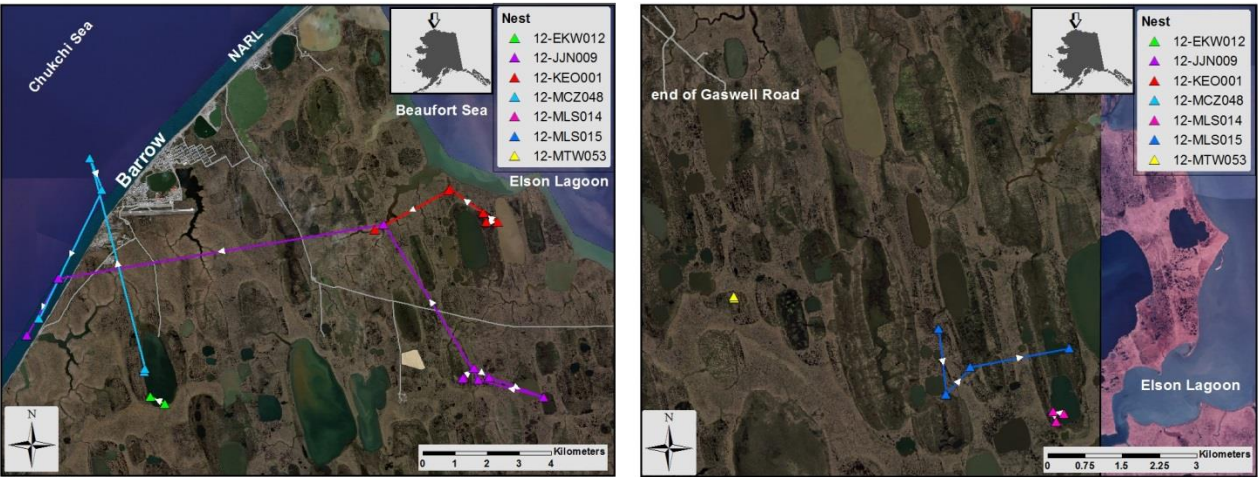 Chukchi Sea
NARL
Barrow
Beaufort Sea
Elson Lagoon
Nest
12-EKW012
12-JJN009
12-KEO001
12-MCZ048
12-MLS014
12-MLS015
12-MTW053
N
Kilometers
0 1 2 3 4
end of Gaswell Road
Nest
12-EKW012
12-JJN009
12-KEO001
12-MCZ048
12-MLS014
12-MLS015
12-MTW053
Elson Lagoon
N
Kilometers
0 0.75 1.5 2.25 3